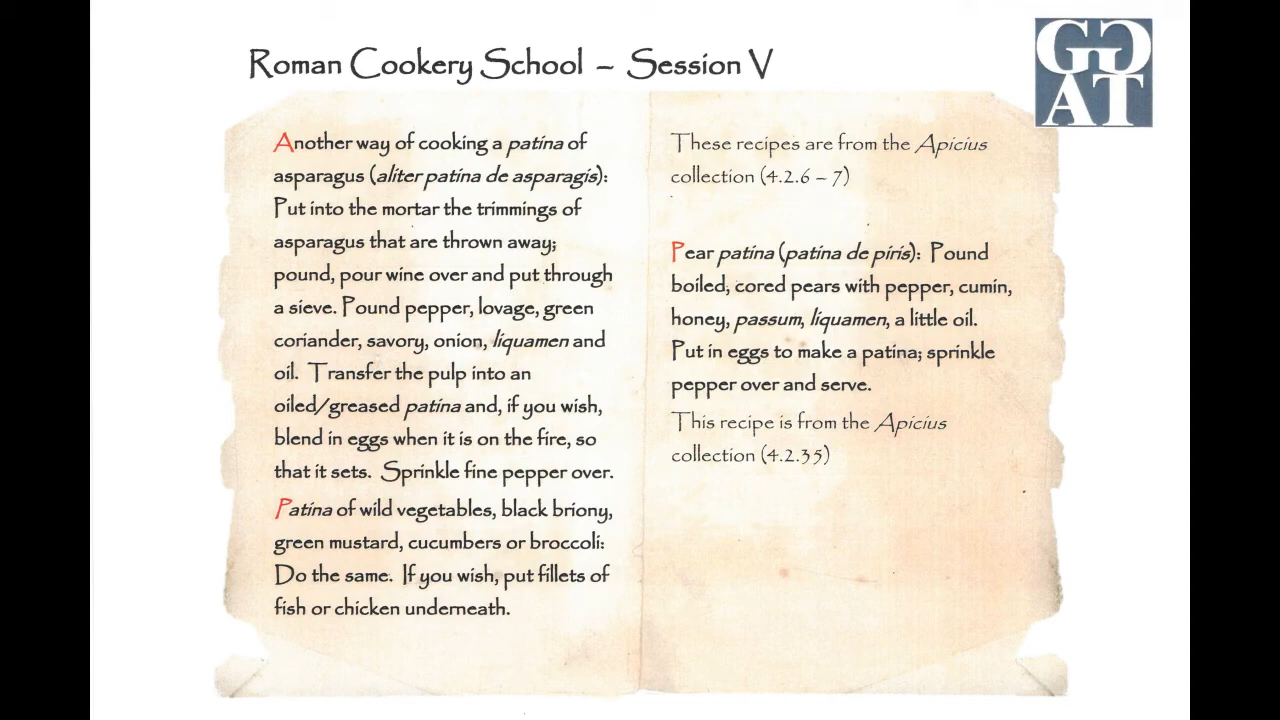 Roman Cookery School – Session V
GGAT
Another way of cooking a patina of
asparagus (aliter patina de asparagis):
Put into the mortar the trimmings of
asparagus that are thrown away;
pound, pour wine over and put through
a sieve. Pound pepper, lovage, green
coriander, savory, onion, liquamen and
oil. Transfer the pulp into an
oiled/greased patina and, if you wish,
blend in eggs when it is on the fire, so
that it sets. Sprinkle fine pepper over.
Patina of wild vegetables, black briony,
green mustard, cucumbers or broccoli:
Do the same. If you wish, put fillets of
fish or chicken underneath.
These recipes are from the Apicius
collection (4.2.6 – 7)
Pear patina (patina de piris): Pound
boiled, cored pears with pepper, cumin,
honey, passum, liquamen, a little oil.
Put in eggs to make a patina; sprinkle
pepper over and serve.
This recipe is from the Apicius
collection (4.2.35)